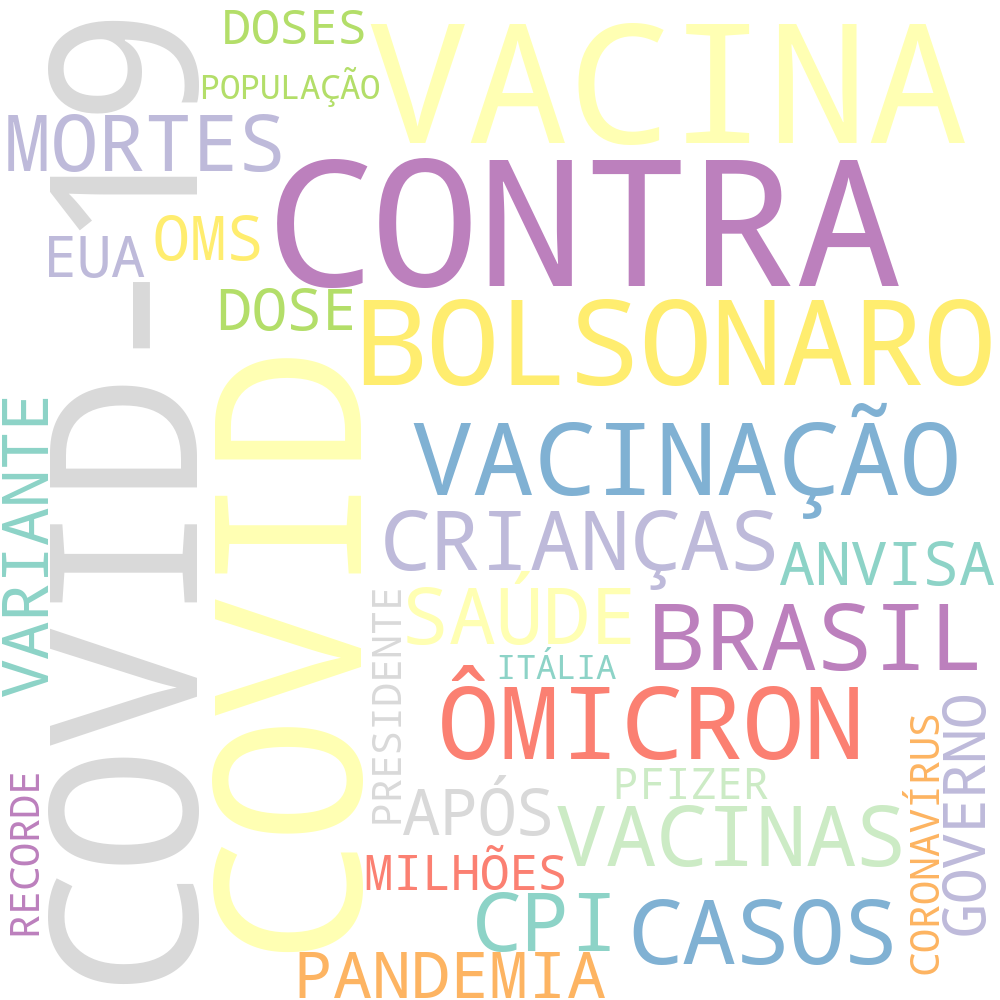 DOSES
VACINA
POPULAÇÃO
MORTES
CONTRA
OMS
EUA
DOSE
BOLSONARO
COVID-19
COVID
VARIANTE
VACINAÇÃO
CRIANÇAS
ANVISA
SAÚDE
PRESIDENTE
BRASIL
ITÁLIA
ÔMICRON
GOVERNO
CORONAVÍRUS
PFIZER
RECORDE
APÓS
VACINAS
MILHÕES
CPI
CASOS
PANDEMIA